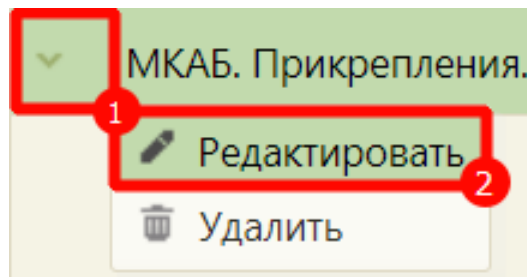 МКАБ. Прикрепления.
1
Редактировать
2
Удалить